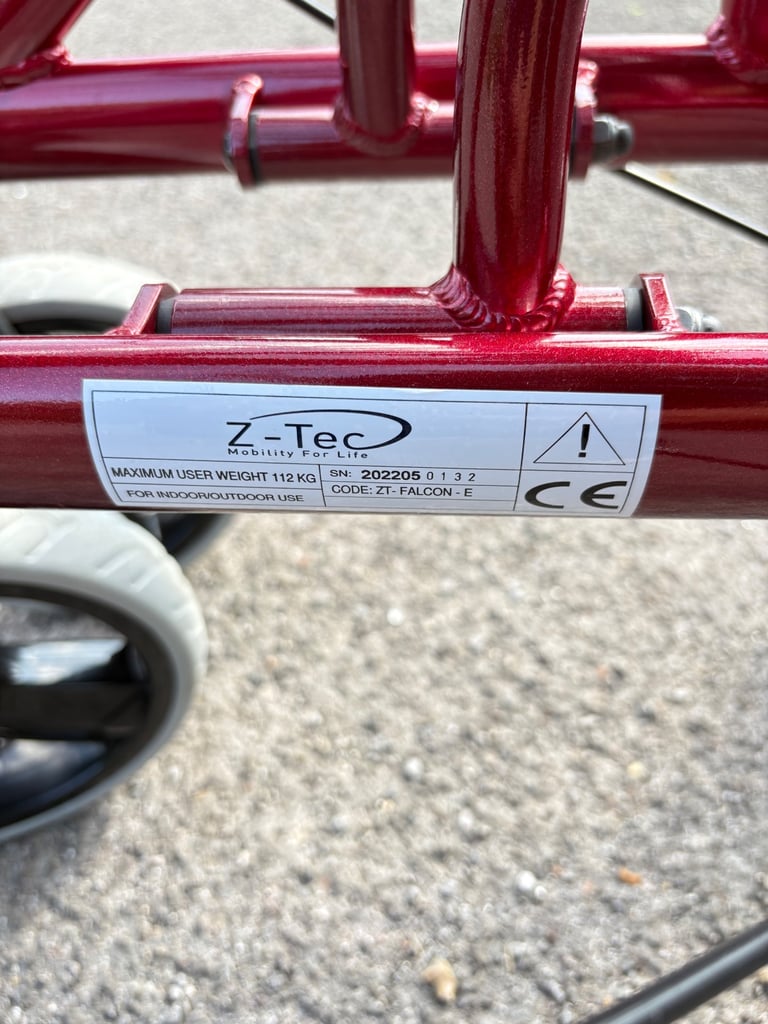 Z-Tec
Mobility For Life
MAXIMUM USER WEIGHT 112 KG
FOR INDOOR/OUTDOOR USE
SN: 202205 0 1 3 2
CODE: ZT- FALCON - E
!
CE